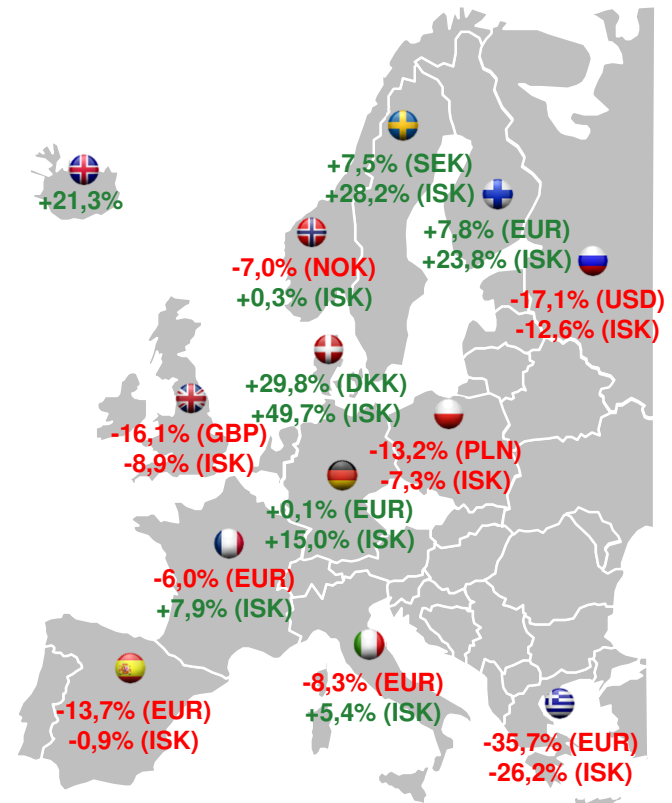 +7,5% (SEK)
+28,2% (ISK)
+21,3%
+7,8% (EUR)
+23,8% (ISK)
-7,0% (NOK)
+0,3% (ISK)
-17,1% (USD)
-12,6% (ISK)
+29,8% (DKK)
+49,7% (ISK)
-16,1% (GBP)
-8,9% (ISK)
-13,2% (PLN)
-7,3% (ISK)
+0,1% (EUR)
+15,0% (ISK)
-6,0% (EUR)
+7,9% (ISK)
-8,3% (EUR)
+5,4% (ISK)
-13,7% (EUR)
-0,9% (ISK)
-35,7% (EUR)
-26,2% (ISK)